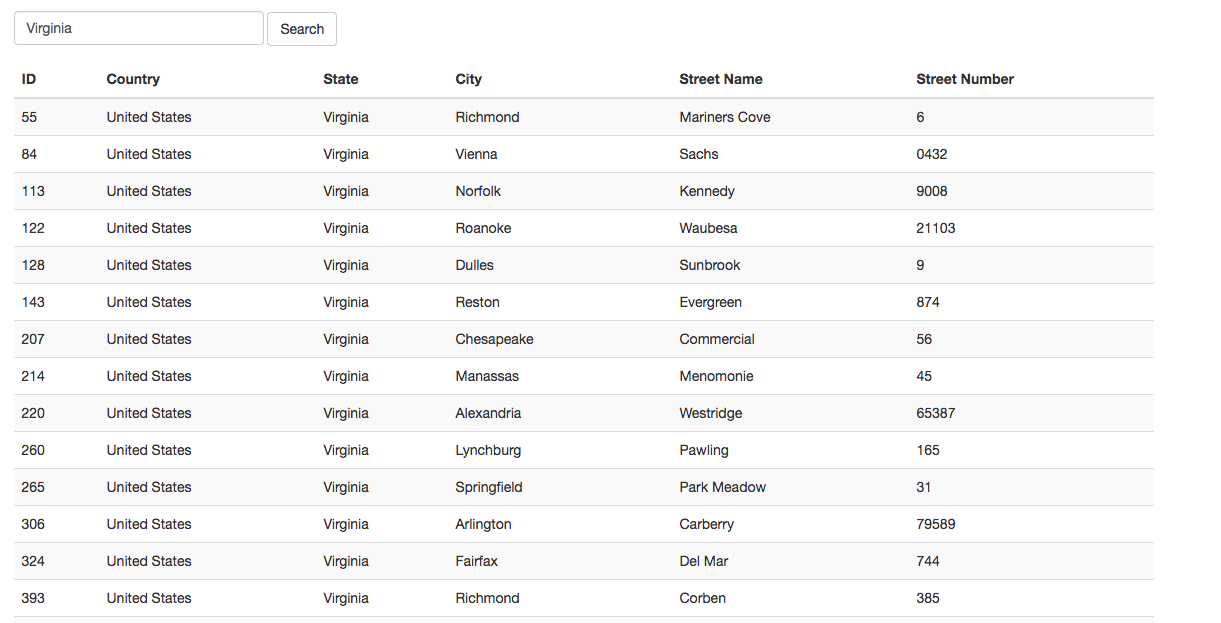 Virginia Search
ID Country State City Street Name Street Number
55 United States Virginia Richmond Mariners Cove 6
84 United States Virginia Vienna Sachs 0432
113 United States Virginia Norfolk Kennedy 9008
122 United States Virginia Roanoke Waubesa 21103
128 United States Virginia Dulles Sunbrook 9
143 United States Virginia Reston Evergreen 874
207 United States Virginia Chesapeake Commercial 56
214 United States Virginia Manassas Menomonie 45
220 United States Virginia Alexandria Westridge 65387
260 United States Virginia Lynchburg Pawling 165
265 United States Virginia Springfield Park Meadow 31
306 United States Virginia Arlington Carberry 79589
324 United States Virginia Fairfax Del Mar 744
393 United States Virginia Richmond Corben 385